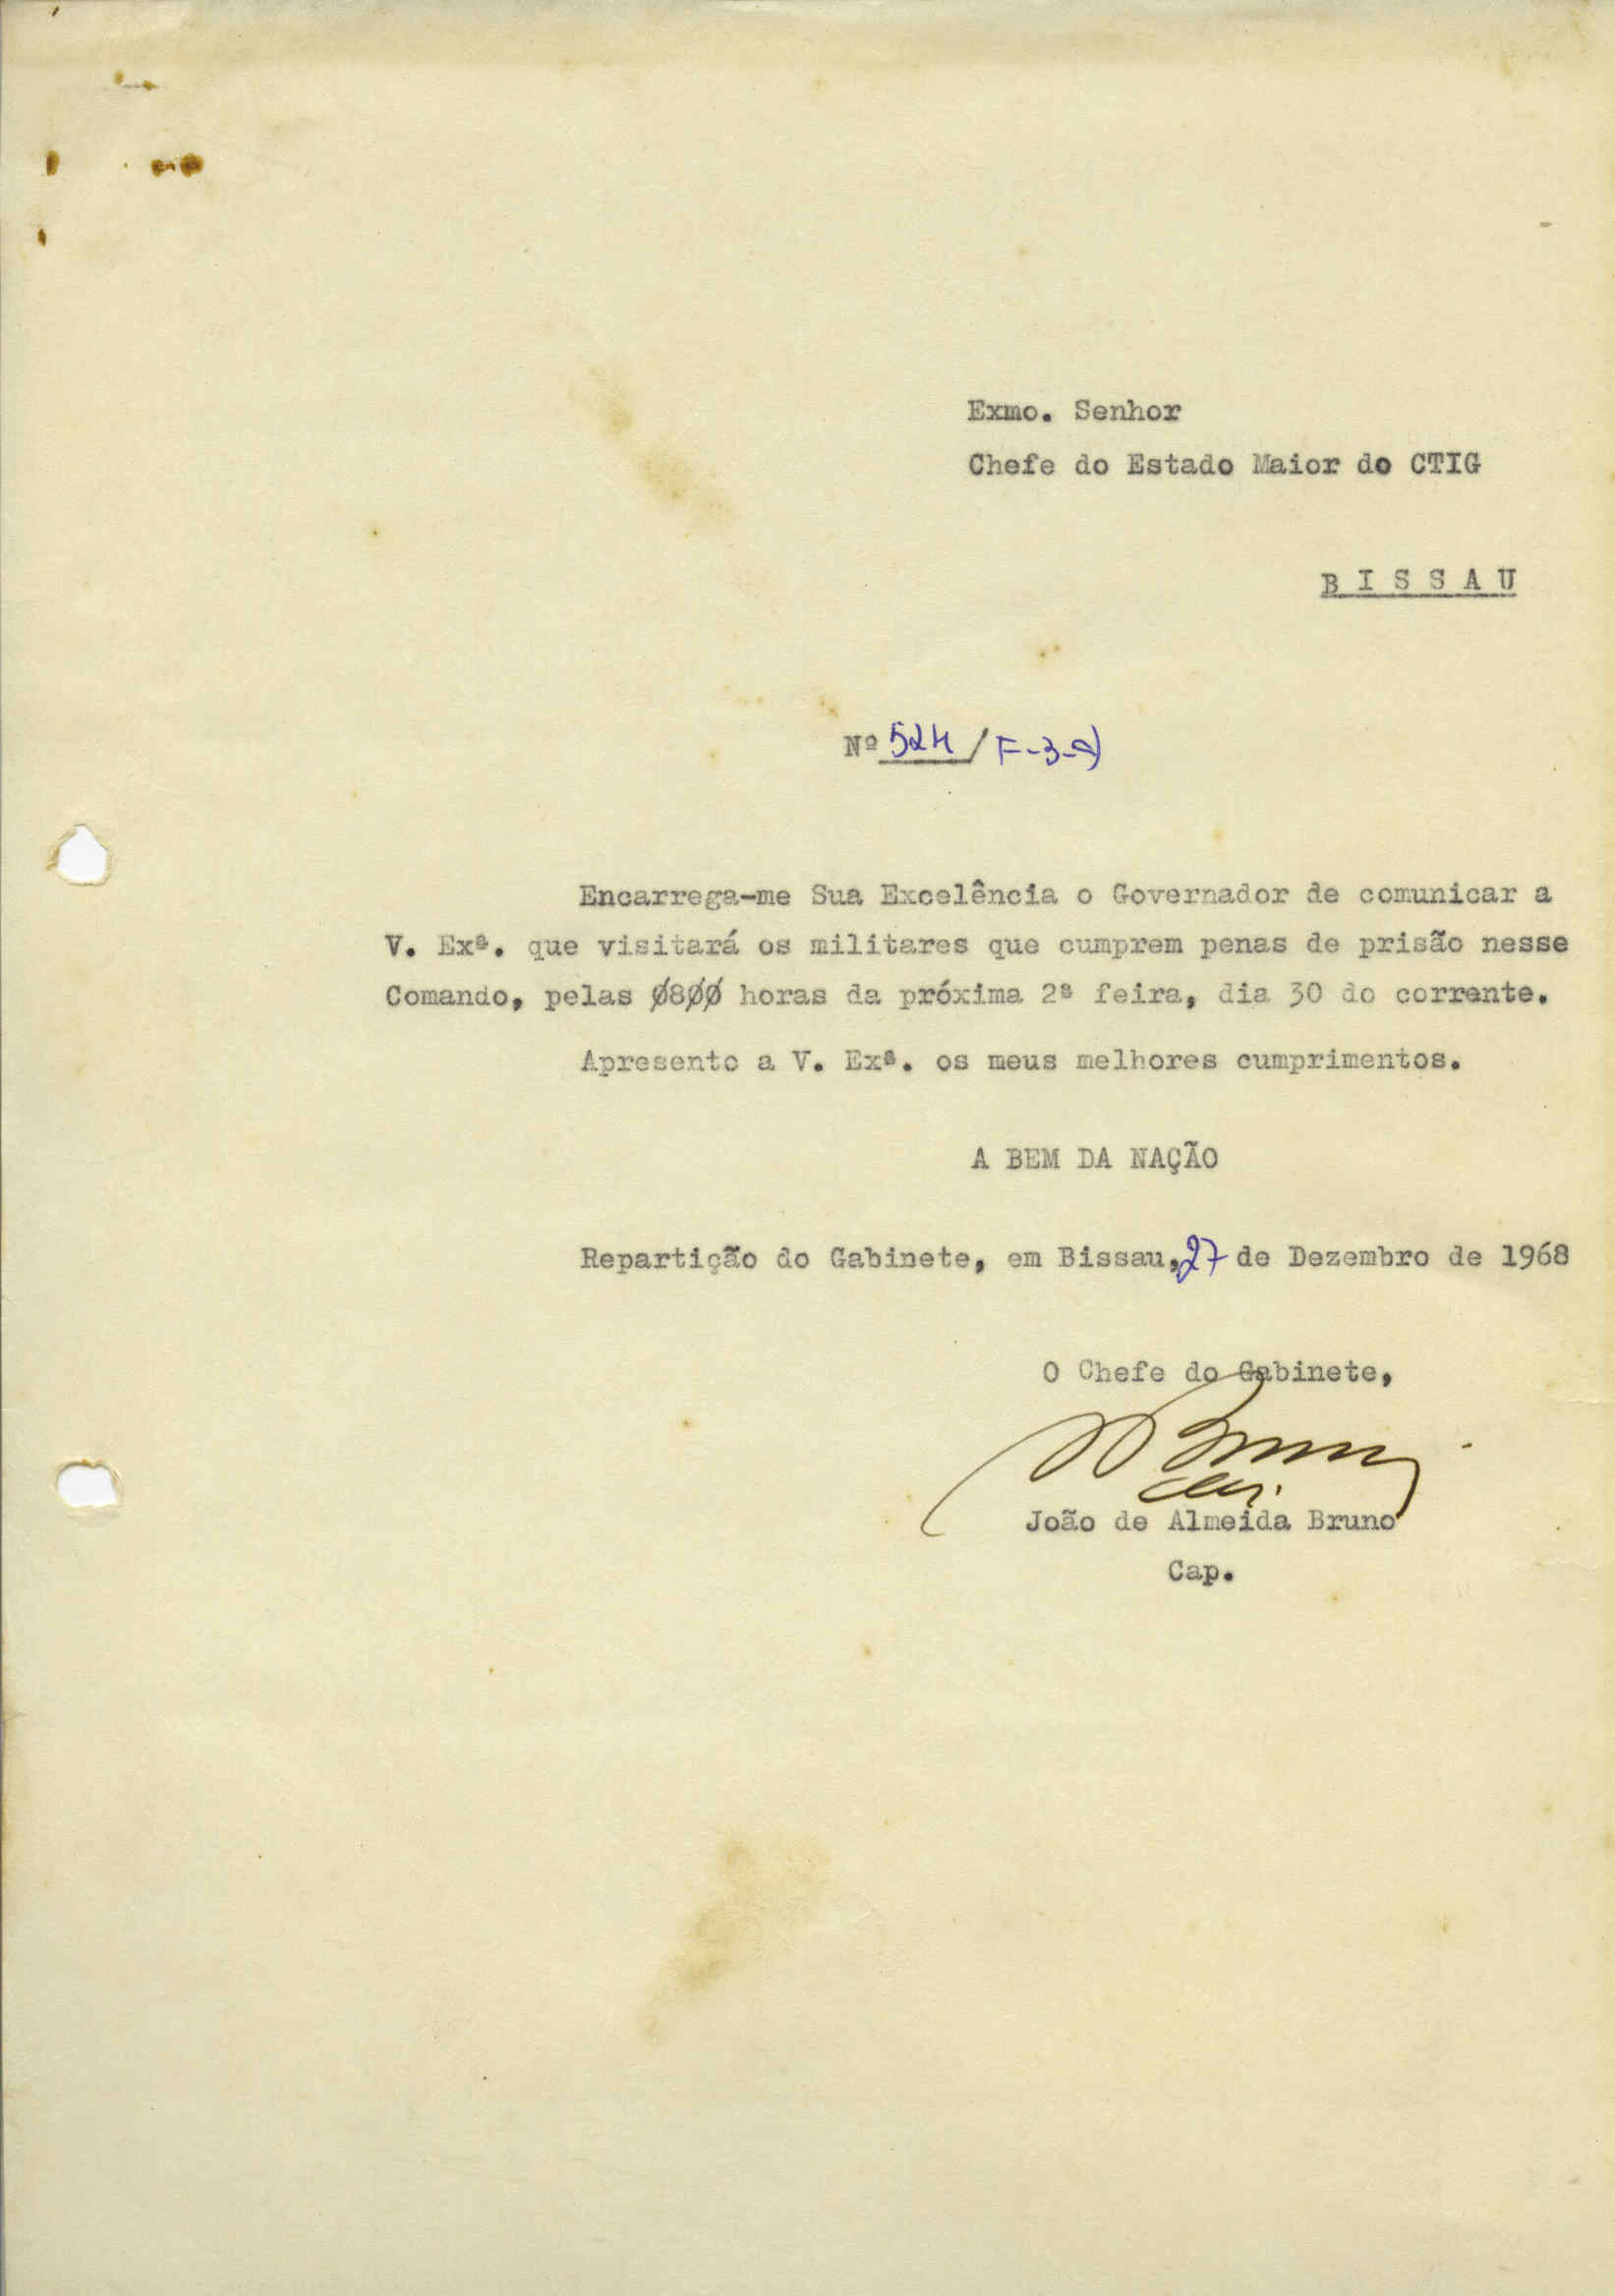 Exmo. Senhor
Chefe do Estado Maior do CTIG
B I S S A U
Nº 524/F-3-
Encarrega-me Sua Excelência o Governador de comunicar a
V. Exª. que visitará os militares que cumprem penas de prisão nesse
Comando, pelas Ø8ØØ horas da próxima 2ª feira, dia 30 do corrente.
Apresento a V. Exª. os meus melhores cumprimentos.
A BEM DA NAÇÃO
Repartição do Gabinete, em Bissau,27 de Dezembro de 1968
O Chefe do Gabinete,
João de Almeida Bruno
Cap.